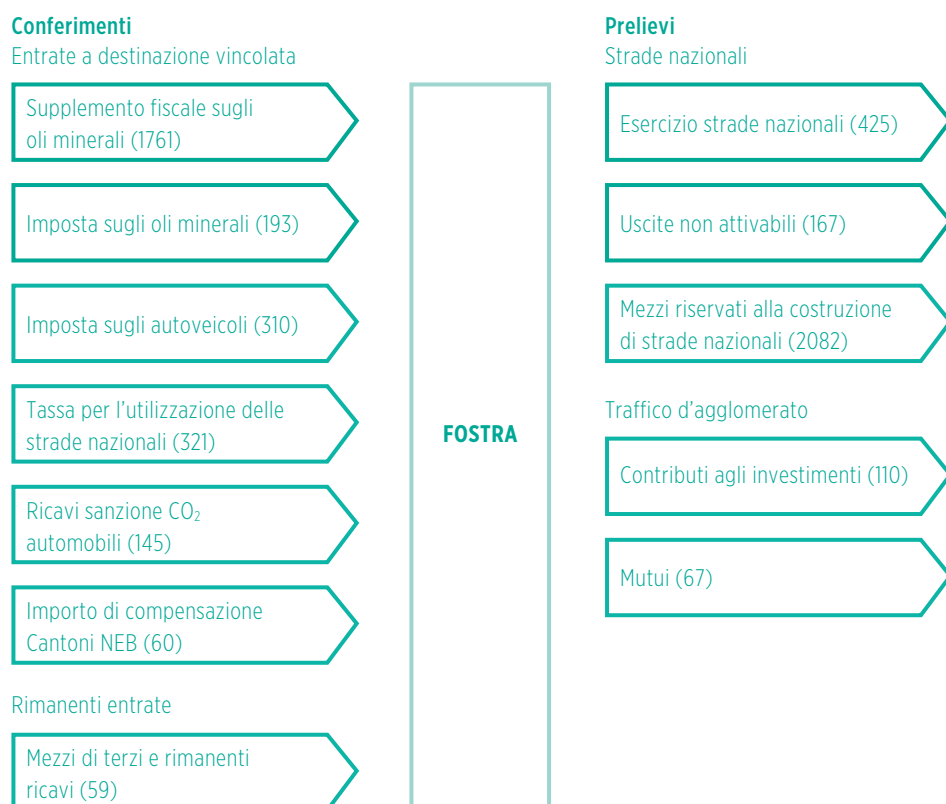 Conferimenti
Entrate a destinazione vincolata
Supplemento fiscale sugli
oli minerali (1761)
Imposta sugli oli minerali (193)
Imposta sugli autoveicoli (310)
Tassa per l’utilizzazione delle
strade nazionali (321)
Ricavi sanzione CO₂
automobili (145)
Importo di compensazione
Cantoni NEB (60)
Rimanenti entrate
Mezzi di terzi e rimanenti
ricavi (59)
FOSTRA
Prelievi
Strade nazionali
Esercizio strade nazionali (425)
Uscite non attivabili (167)
Mezzi riservati alla costruzione
di strade nazionali (2082)
Traffico d’agglomerato
Contributi agli investimenti (110)
Mutui (67)